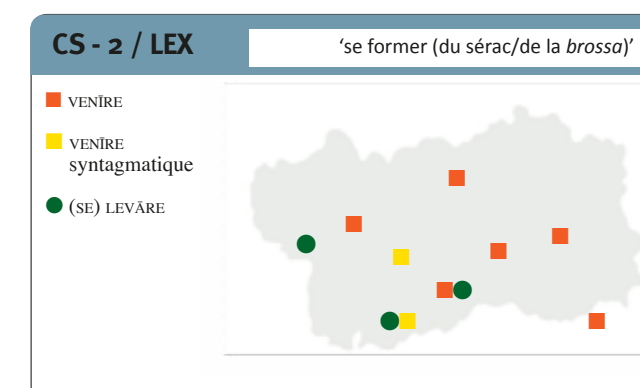 CS - 2 / LEX
‘se former (du sérac/de la brossa)’
VENĪRE
VENĪRE
syntagmatique
(SE) LEVĀRE